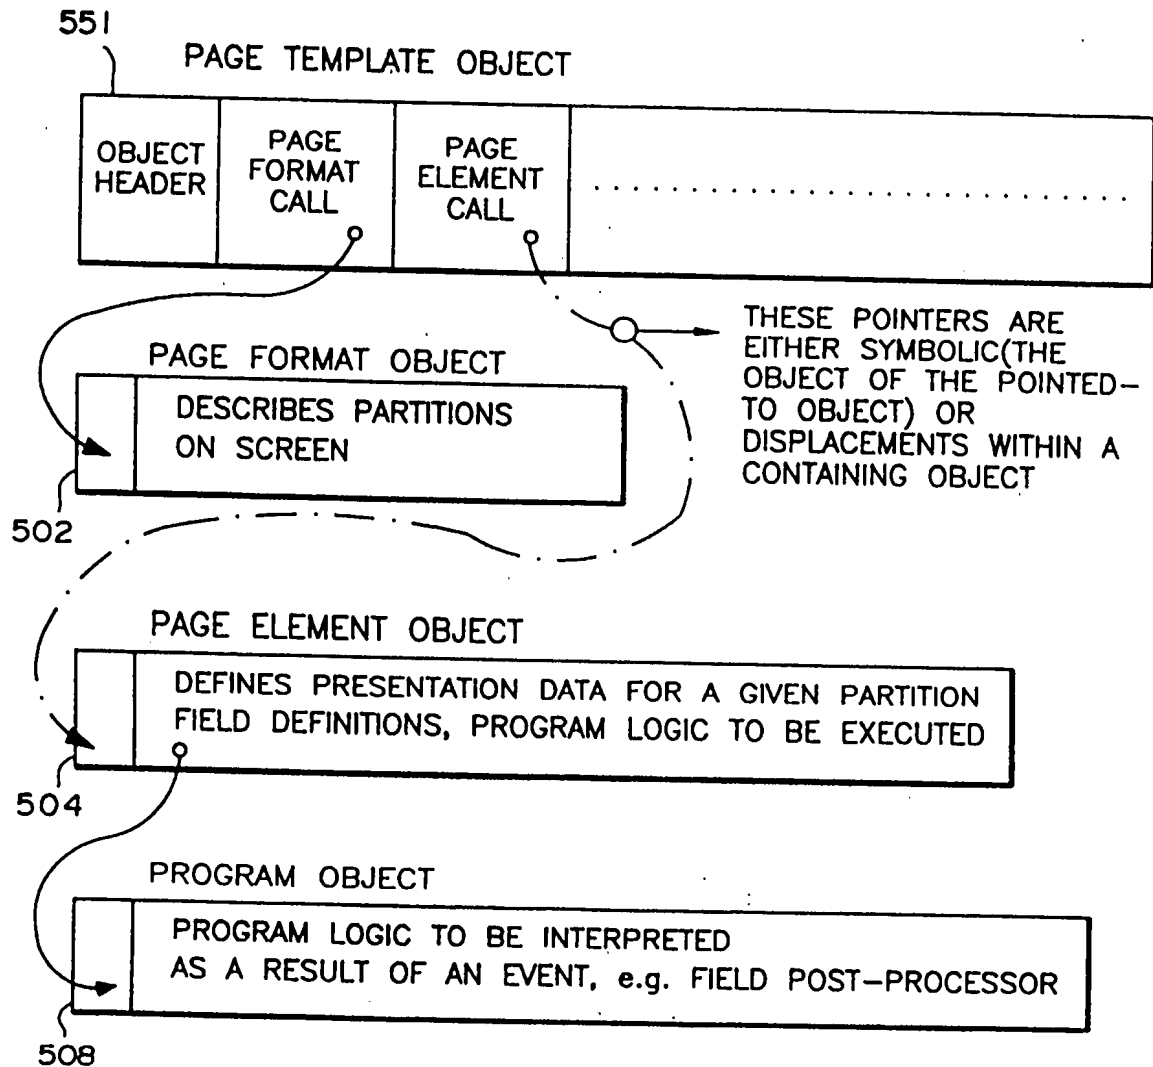 551
PAGE TEMPLATE OBJECT
OBJECT
HEADER
PAGE
FORMAT
CALL
PAGE
ELEMENT
CALL
THESE POINTERS ARE
EITHER SYMBOLIC(THE
OBJECT OF THE POINTED-
TO OBJECT) OR
DISPLACEMENTS WITHIN A
CONTAINING OBJECT
PAGE FORMAT OBJECT
DESCRIBES PARTITIONS
ON SCREEN
502
PAGE ELEMENT OBJECT
DEFINES PRESENTATION DATA FOR A GIVEN PARTITION
FIELD DEFINITIONS, PROGRAM LOGIC TO BE EXECUTED
504
PROGRAM OBJECT
PROGRAM LOGIC TO BE INTERPRETED
AS A RESULT OF AN EVENT, e.g. FIELD POST-PROCESSOR
508